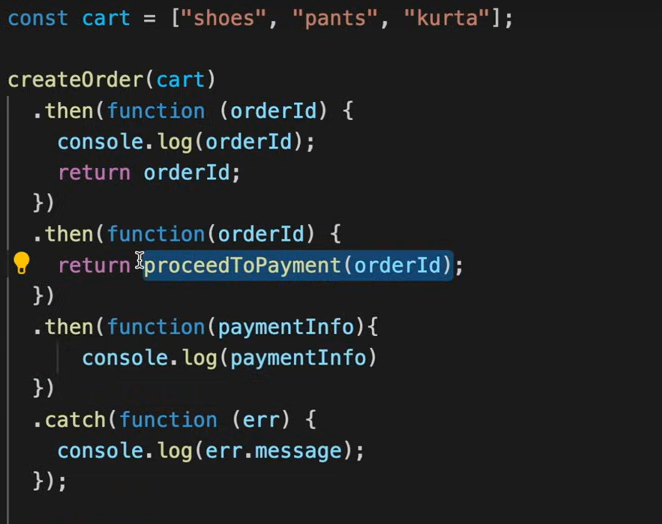 const cart = ["shoes", "pants", "kurta"];
createOrder(cart)
.then(function (orderId) {
console.log(orderId);
return orderId;
})
.then(function(orderId) {
return proceedToPayment(orderId);
})
.then(function(paymentInfo){
console.log(paymentInfo)
})
.catch(function (err) {
console.log(err.message);
});